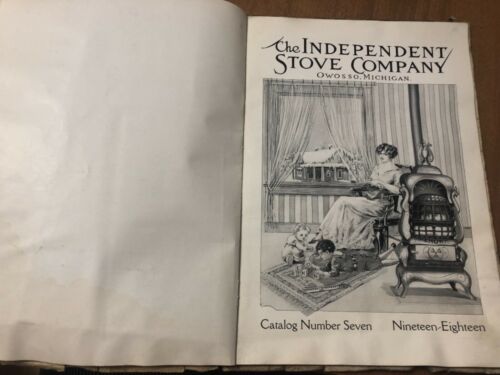 The INDEPENDENT
STOVE COMPANY
OWOSSO, MICHIGAN.
Catalog Number Seven Nineteen-Eighteen